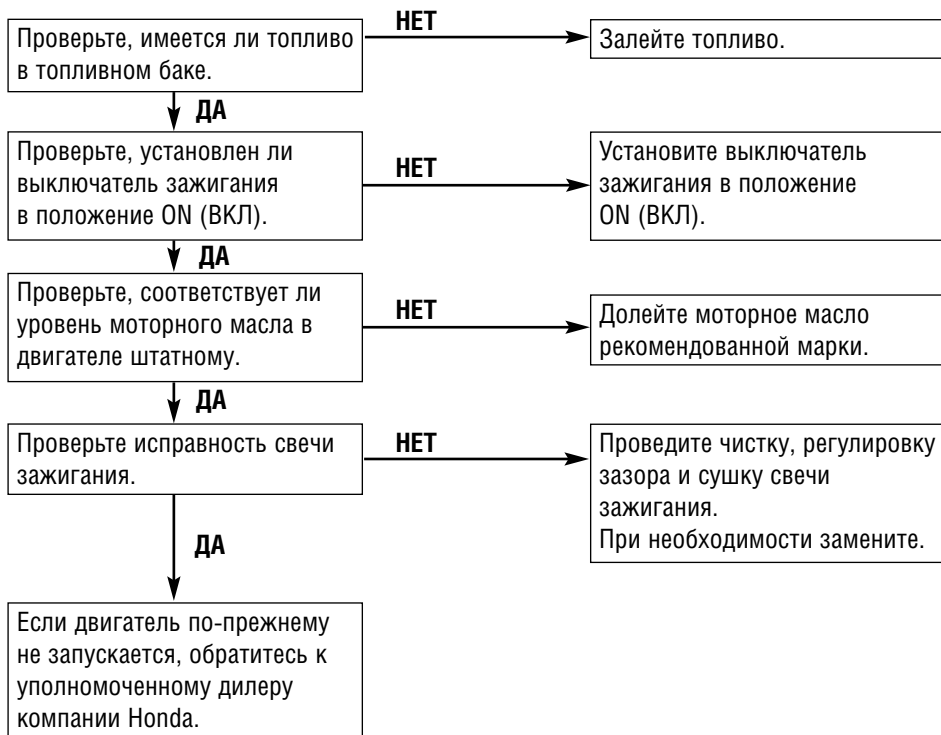 Проверьте, имеется ли топливо
в топливном баке.
НЕТ
Залейте топливо.
ДА
Проверьте, установлен ли
выключатель зажигания
в положение ON (ВКЛ).
НЕТ
Установите выключатель
зажигания в положение
ON (ВКЛ).
ДА
Проверьте, соответствует ли
уровень моторного масла в
двигателе штатному.
НЕТ
Долейте моторное масло
рекомендованной марки.
ДА
Проверьте исправность свечи
зажигания.
НЕТ
Проведите чистку, регулировку
зазора и сушку свечи
зажигания.
При необходимости замените.
ДА
Если двигатель по-прежнему
не запускается, обратитесь к
уполномоченному дилеру
компании Honda.